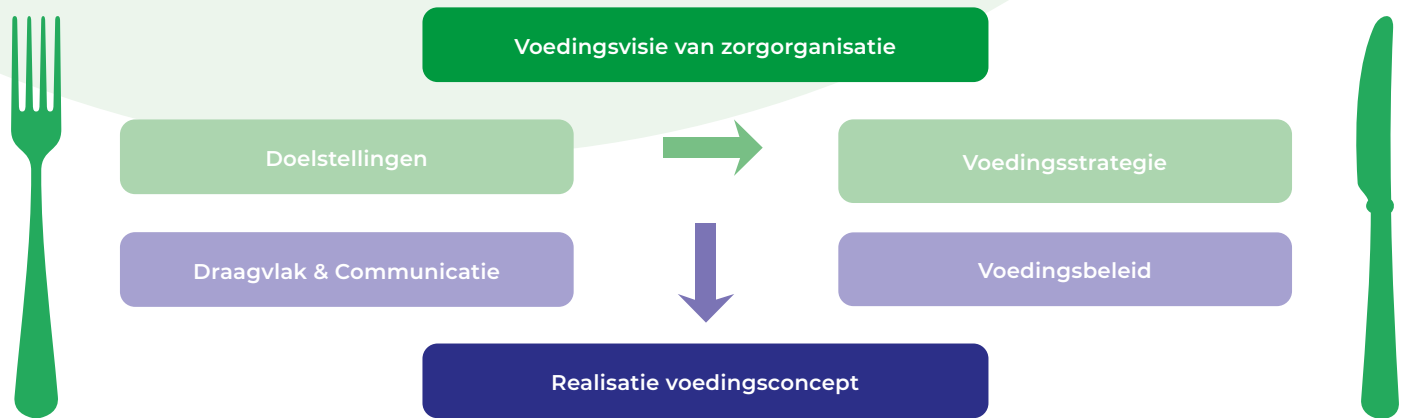 Voedingsvisie van zorgorganisatie
Doelstellingen
Voedingsstrategie
Draagvlak & Communicatie
Voedingsbeleid
Realisatie voedingsconcept